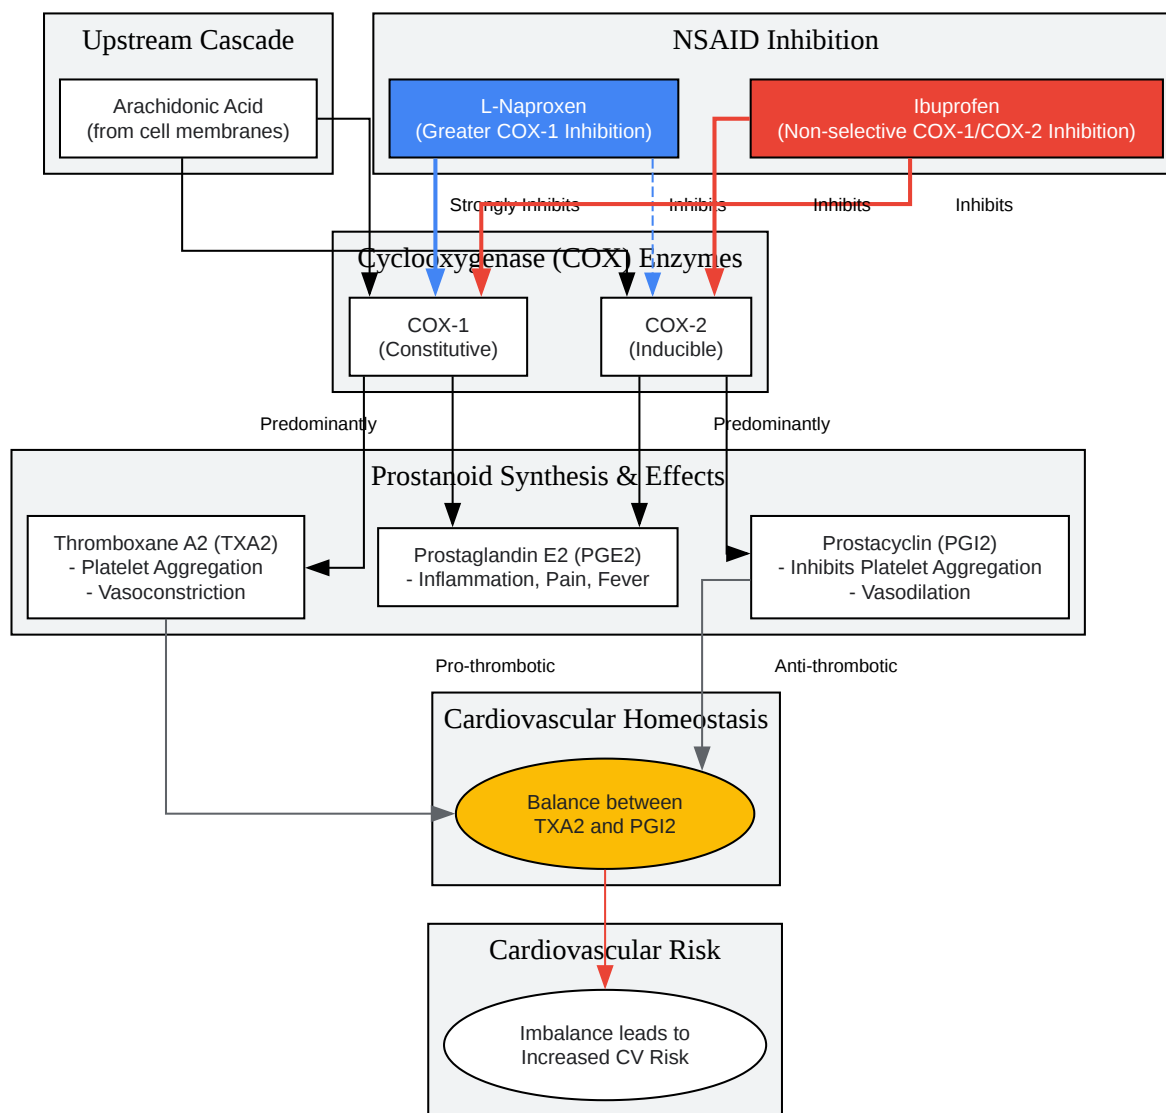 Upstream Cascade
NSAID Inhibition
Arachidonic Acid
(from cell membranes)
L-Naproxen
(Greater COX-1 Inhibition)
Ibuprofen
(Non-selective COX-1/COX-2 Inhibition)
Strongly Inhibits
Inhibits
Inhibits
Inhibits
Cyclooxygenase (COX) Enzymes
COX-1
(Constitutive)
COX-2
(Inducible)
Predominantly
Predominantly
Prostanoid Synthesis & Effects
Thromboxane A2 (TXA2)
- Platelet Aggregation
- Vasoconstriction
Prostaglandin E2 (PGE2)
- Inflammation, Pain, Fever
Prostacyclin (PGI2)
- Inhibits Platelet Aggregation
- Vasodilation
Pro-thrombotic
Anti-thrombotic
Cardiovascular Homeostasis
Balance between
TXA2 and PGI2
Cardiovascular Risk
Imbalance leads to
Increased CV Risk